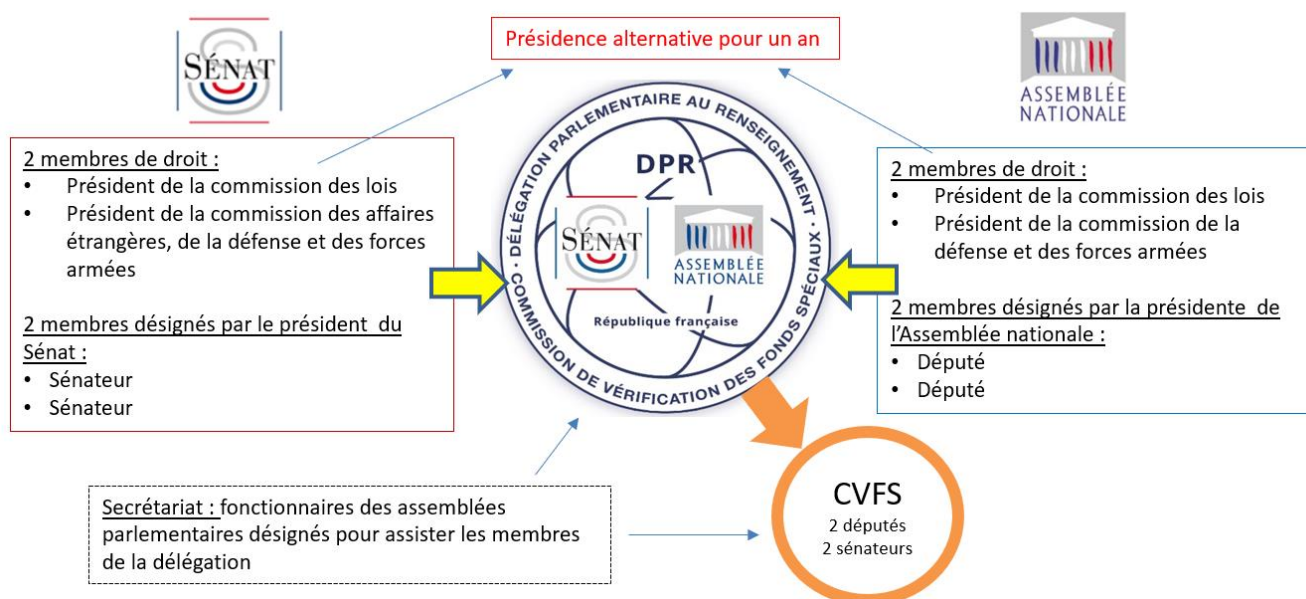 SÉNAT
Présidence alternative pour un an
ASSEMBLÉE
NATIONALE
2 membres de droit :
• Président de la commission des lois
• Président de la commission des affaires
étrangères, de la défense et des forces
armées
2 membres désignés par le président du
Sénat :
• Sénateur
• Sénateur
· DÉLÉGATION PARLEMENTAIRE AU RENSEIGNEMENT ·
COMMISSION DE VÉRIFICATION DES FONDS SPÉCIAUX
DPR
SÉNAT
ASSEMBLÉE
NATIONALE
République française
CO
2 membres de droit :
• Président de la commission des lois
• Président de la commission de la
défense et des forces armées
2 membres désignés par la présidente de
l'Assemblée nationale :
• Député
• Député
Secrétariat : fonctionnaires des assemblées
parlementaires désignés pour assister les membres
de la délégation
CVFS
2 députés
2 sénateurs